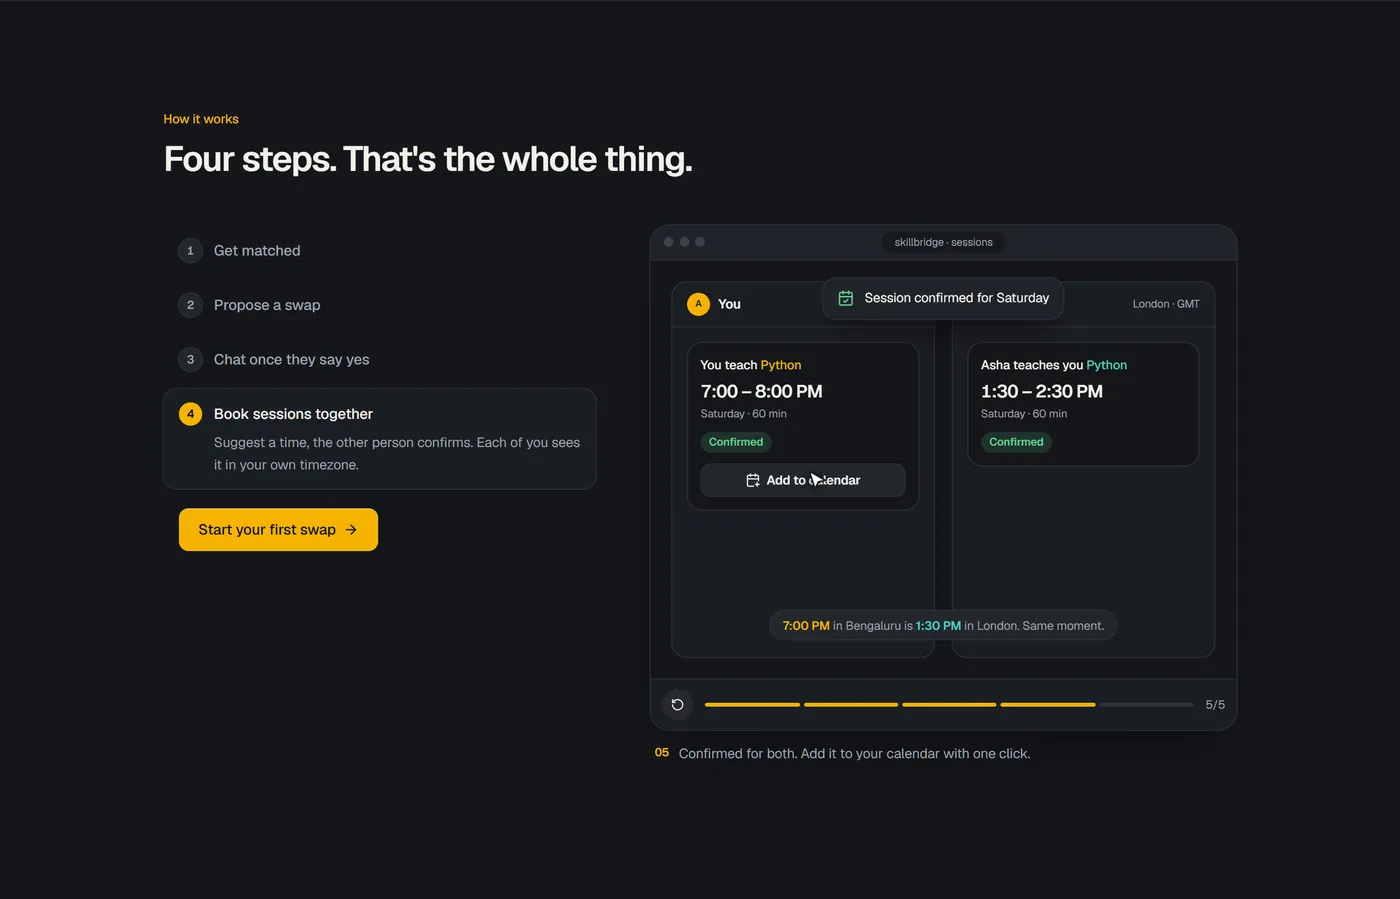 How it works
Four steps. That's the whole thing.
1 Get matched
2 Propose a swap
3 Chat once they say yes
4 Book sessions together
Suggest a time, the other person confirms. Each of you sees
it in your own timezone.
Start your first swap
skillbridge · sessions
Session confirmed for Saturday
A You
London · GMT
You teach Python
7:00 – 8:00 PM
Saturday · 60 min
Confirmed
Add to calendar
Asha teaches you Python
1:30 – 2:30 PM
Saturday · 60 min
Confirmed
7:00 PM in Bengaluru is 1:30 PM in London. Same moment.
5/5
05 Confirmed for both. Add it to your calendar with one click.